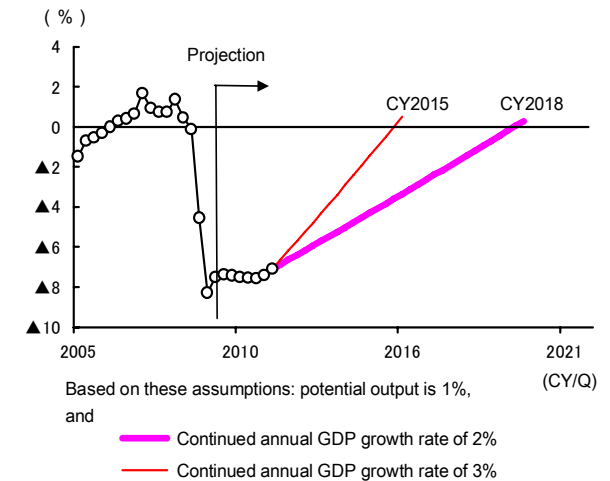 ( % )
Projection
4
CY2015
CY2018
2
0
▲ 2
▲ 4
▲ 6
▲ 8
▲ 10
2005
2010
2016
2021
(CY/Q)
Based on these assumptions: potential output is 1%,
and
Continued annual GDP growth rate of 2%
Continued annual GDP growth rate of 3%